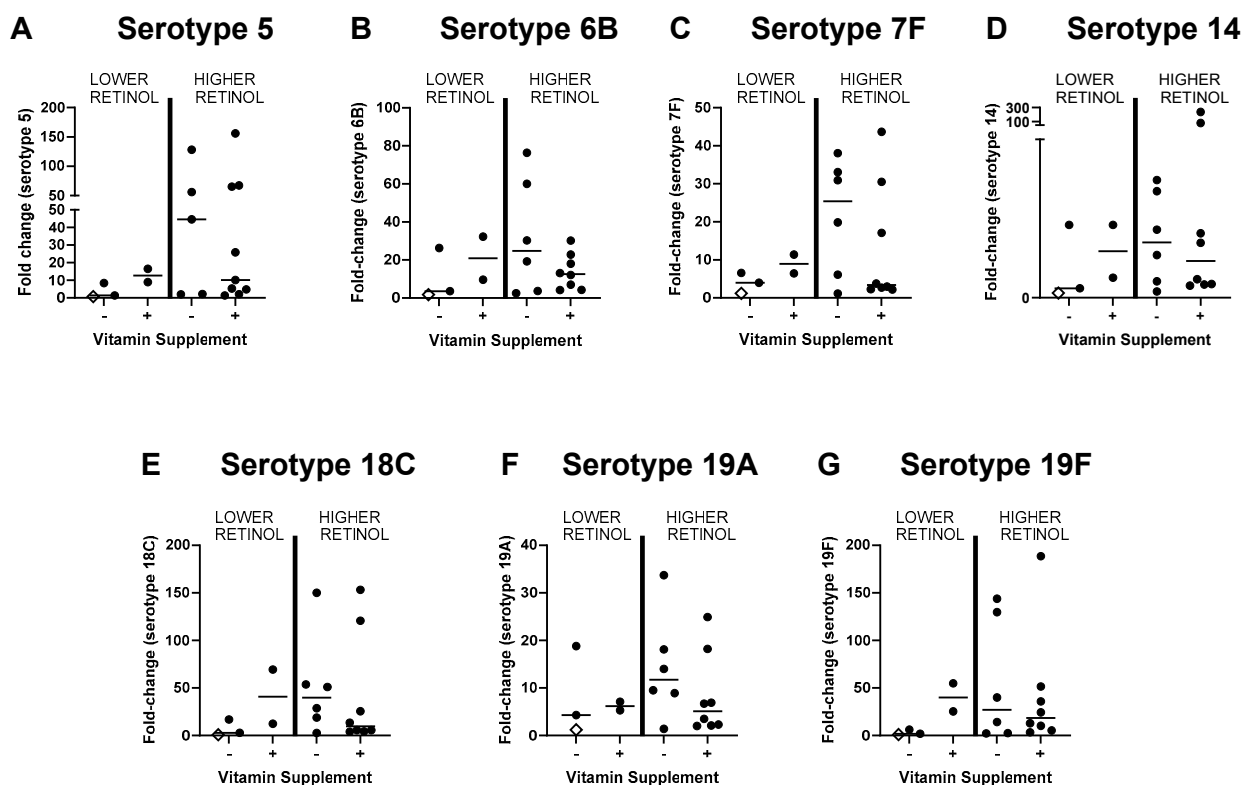 A Serotype 5
LOWER RETINOL
HIGHER RETINOL
Fold change (serotype 5)
200
150
100
50
50
40
30
20
10
0
- + - +
Vitamin Supplement
B Serotype 6B
LOWER RETINOL
HIGHER RETINOL
Fold-change (serotype 6B)
100
80
60
40
20
0
- + - +
Vitamin Supplement
C Serotype 7F
LOWER RETINOL
HIGHER RETINOL
Fold-change (serotype 7F)
50
40
30
20
10
0
- + - +
Vitamin Supplement
D Serotype 14
LOWER RETINOL
HIGHER RETINOL
Fold-change (serotype 14)
300
100
0
- + - +
Vitamin Supplement
E Serotype 18C
LOWER RETINOL
HIGHER RETINOL
Fold-change (serotype 18C)
200
150
100
50
0
- + - +
Vitamin Supplement
F Serotype 19A
LOWER RETINOL
HIGHER RETINOL
Fold-change (serotype 19A)
40
30
20
10
0
- + - +
Vitamin Supplement
G Serotype 19F
LOWER RETINOL
HIGHER RETINOL
Fold-change (serotype 19F)
200
150
100
50
0
- + - +
Vitamin Supplement